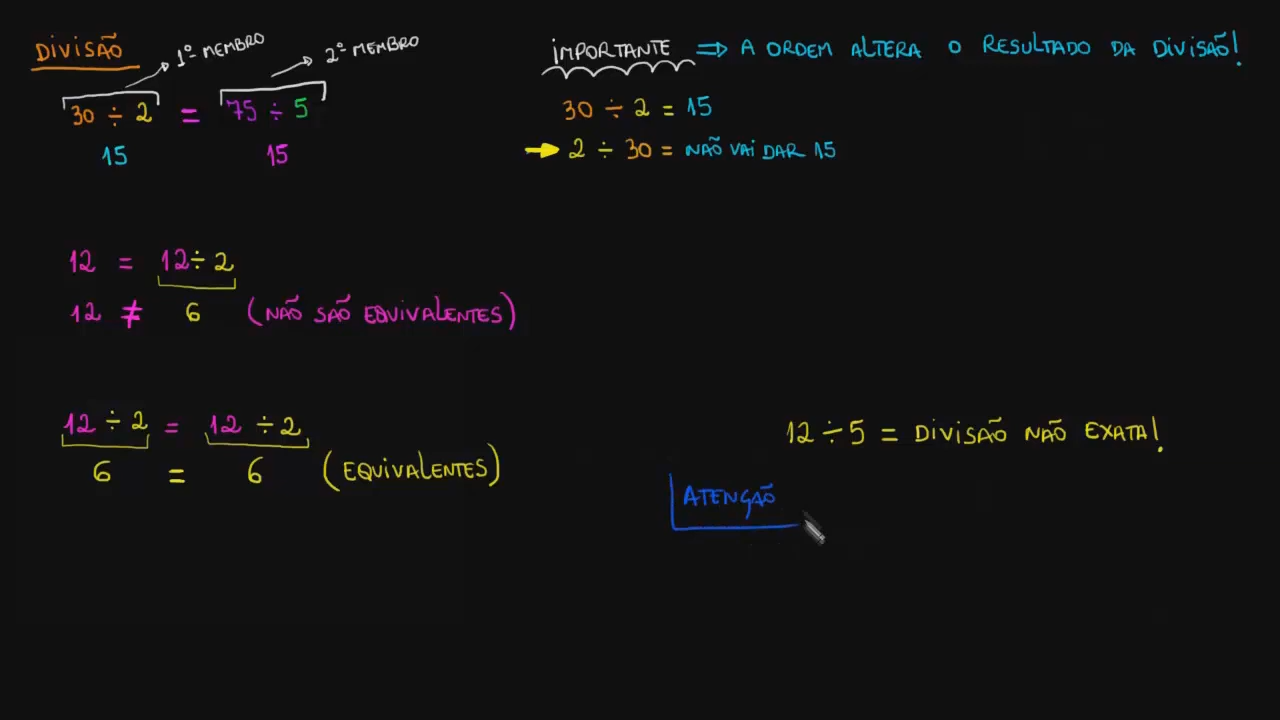 DIVISÃO
1º MEMBRO
2º MEMBRO
30 ÷ 2 = 75 ÷ 5
15 15
IMPORTANTE ⇒ A ORDEM ALTERA O RESULTADO DA DIVISÃO!
30 ÷ 2 = 15
→ 2 ÷ 30 = NÃO VAI DAR 15
12 = 12 ÷ 2
12 ≠ 6 (NÃO SÃO EQUIVALENTES)
12 ÷ 2 = 12 ÷ 2
6 = 6 (EQUIVALENTES)
12 ÷ 5 = DIVISÃO NÃO EXATA!
ATENÇÃO